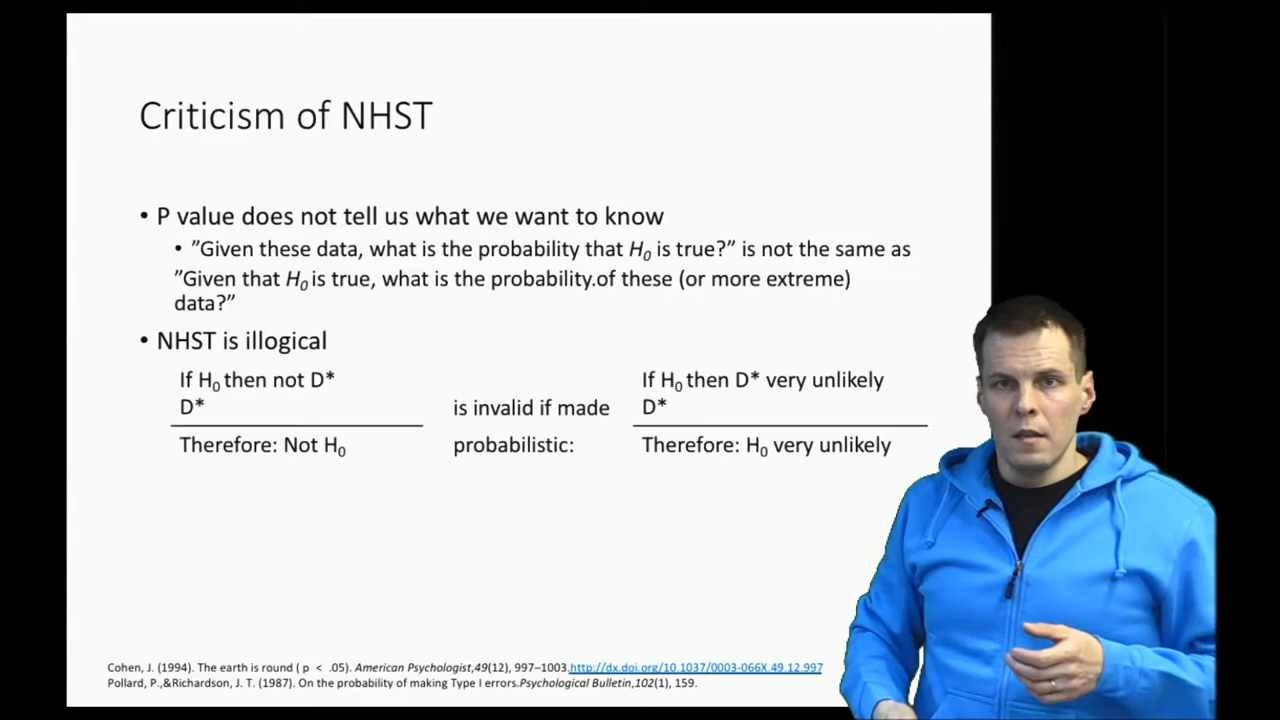 Criticism of NHST
• P value does not tell us what we want to know
• ”Given these data, what is the probability that H₀ is true?” is not the same as
”Given that H₀ is true, what is the probability.of these (or more extreme)
data?”
• NHST is illogical
If H₀ then not D*
D*
Therefore: Not H₀
is invalid if made
probabilistic:
If H₀ then D* very unlikely
D*
Therefore: H₀ very unlikely
Cohen, J. (1994). The earth is round ( p < .05). American Psychologist,49(12), 997–1003.http://dx.doi.org/10.1037/0003-066X.49.12.997
Pollard, P.,&Richardson, J. T. (1987). On the probability of making Type I errors.Psychological Bulletin,102(1), 159.